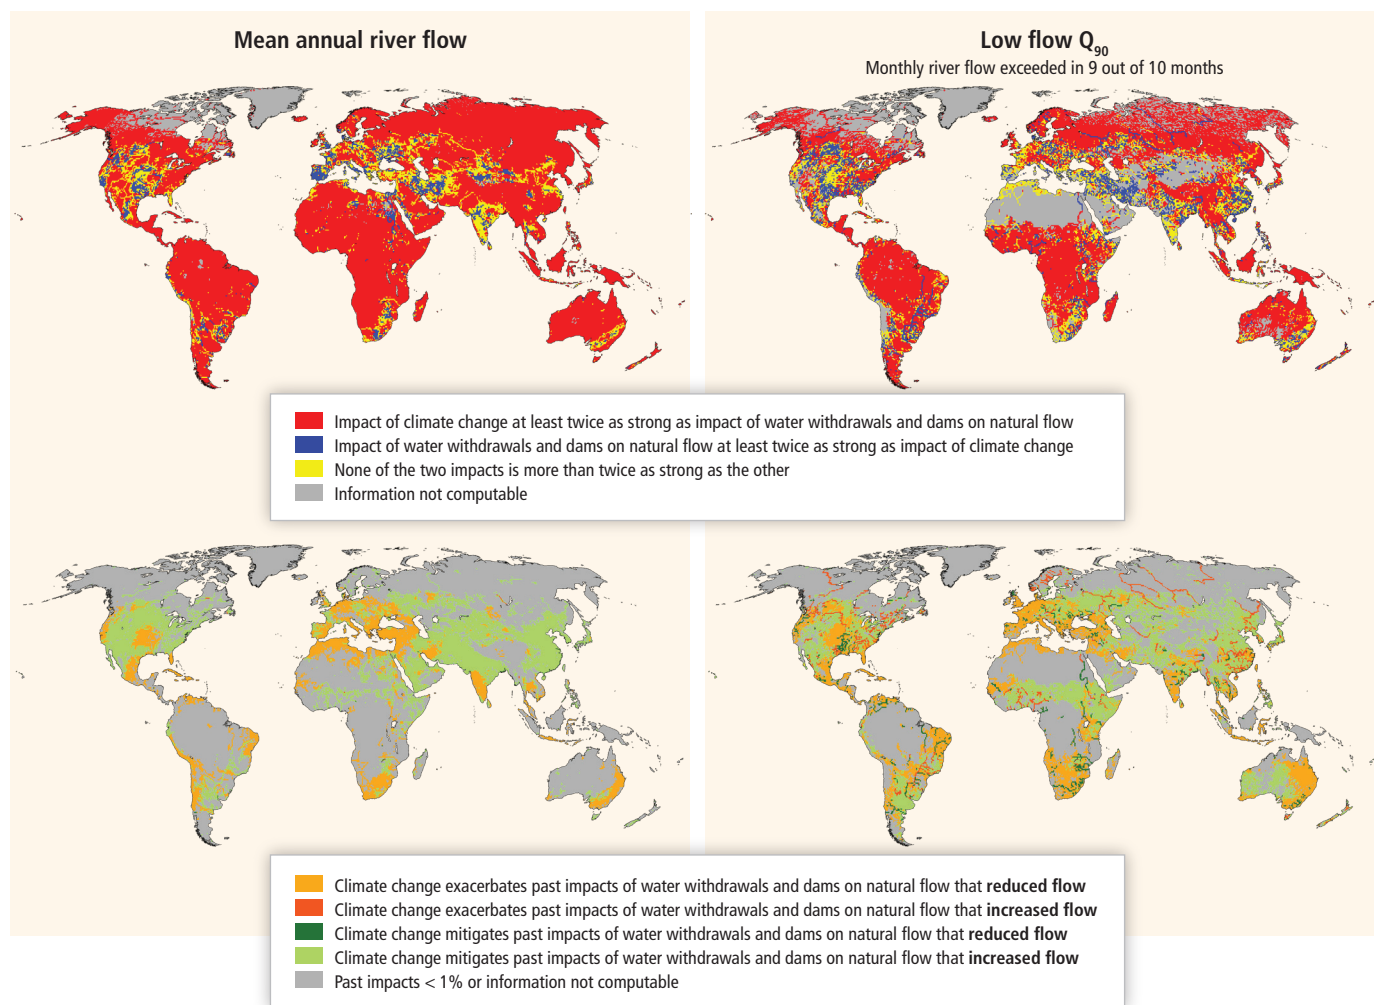 Mean annual river flow
Low flow Q90
Monthly river flow exceeded in 9 out of 10 months
Impact of climate change at least twice as strong as impact of water withdrawals and dams on natural flow
Impact of water withdrawals and dams on natural flow at least twice as strong as impact of climate change
None of the two impacts is more than twice as strong as the other
Information not computable
Climate change exacerbates past impacts of water withdrawals and dams on natural flow that reduced flow
Climate change exacerbates past impacts of water withdrawals and dams on natural flow that increased flow
Climate change mitigates past impacts of water withdrawals and dams on natural flow that reduced flow
Climate change mitigates past impacts of water withdrawals and dams on natural flow that increased flow
Past impacts < 1% or information not computable